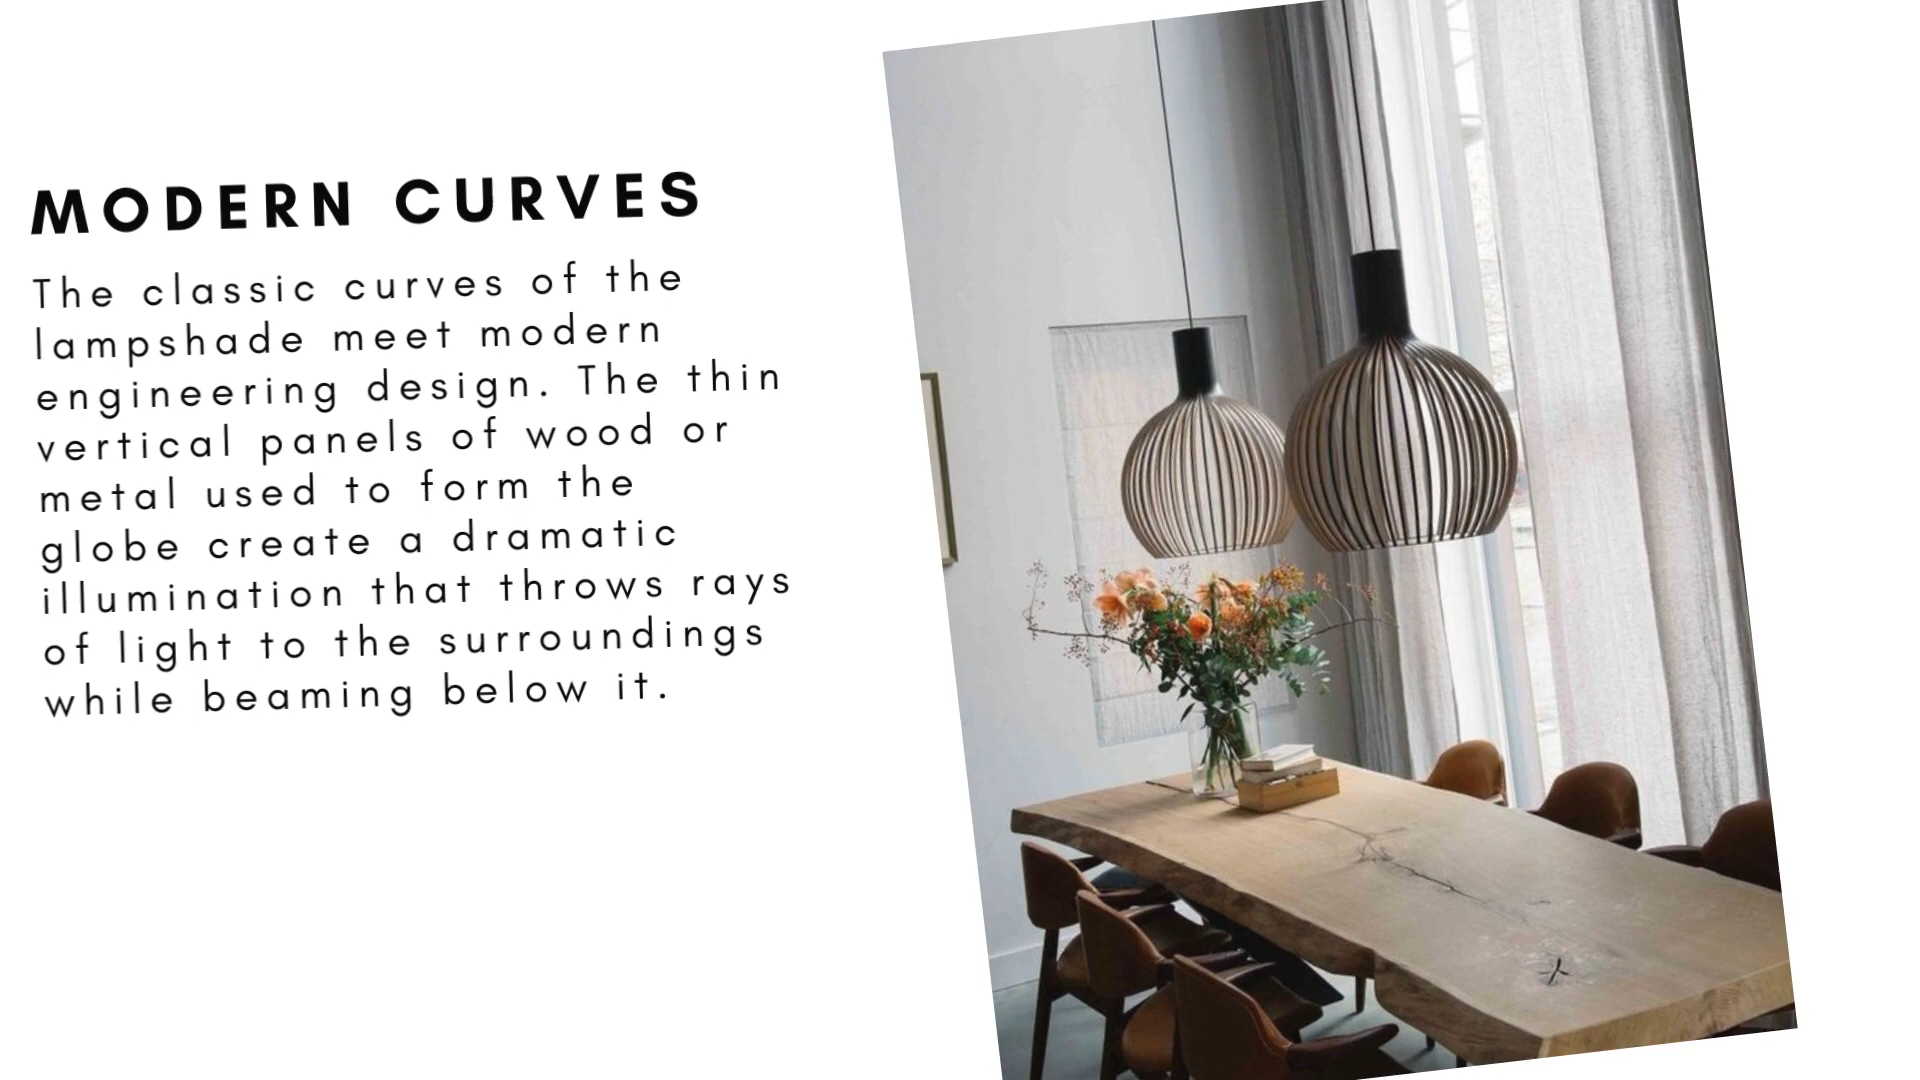 MODERN CURVES
The classic curves of the
lampshade meet modern
engineering design. The thin
vertical panels of wood or
metal used to form the
globe create a dramatic
illumination that throws rays
of light to the surroundings
while beaming below it.